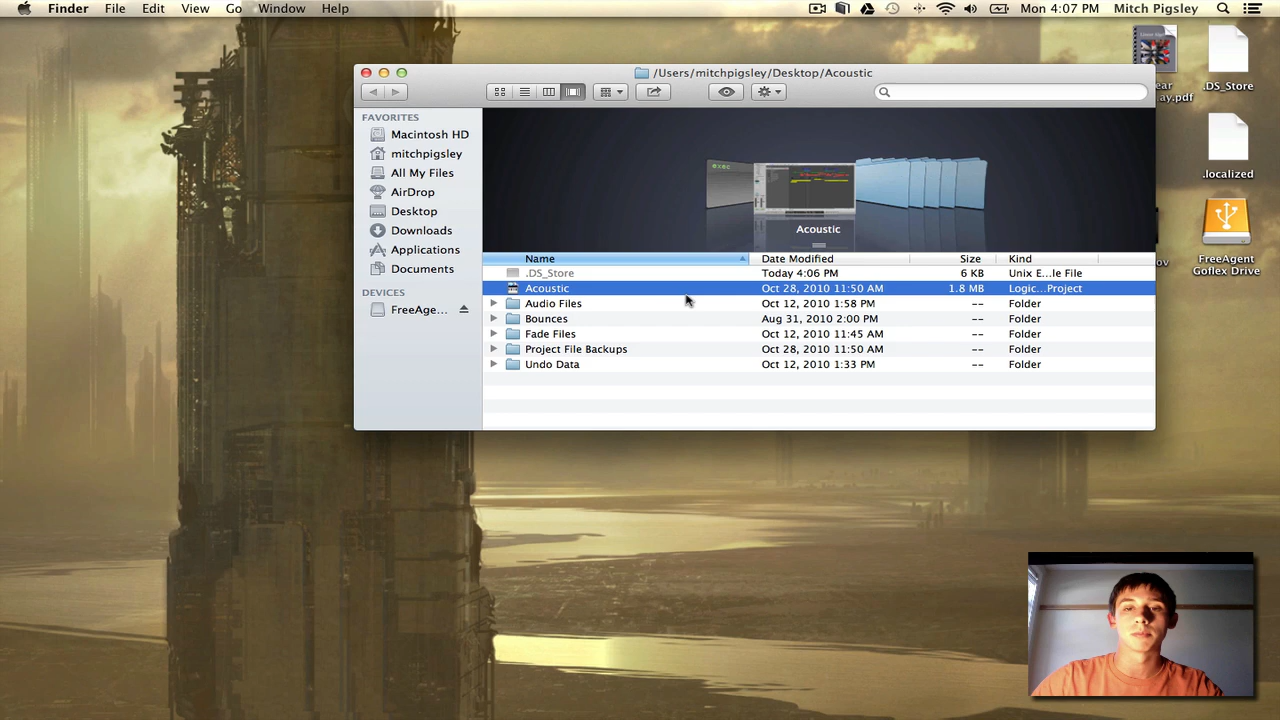 Finder File Edit View Go Window Help Mon 4:07 PM Mitch Pigsley
/Users/mitchpigsley/Desktop/Acoustic
FAVORITES
Macintosh HD
mitchpigsley
All My Files
AirDrop
Desktop
Downloads
Applications
Documents
DEVICES
FreeAge...
exec
Acoustic
Name Date Modified Size Kind
.DS_Store Today 4:06 PM 6 KB Unix E...le File
Acoustic Oct 28, 2010 11:50 AM 1.8 MB Logic...Project
Audio Files Oct 12, 2010 1:58 PM -- Folder
Bounces Aug 31, 2010 2:00 PM -- Folder
Fade Files Oct 12, 2010 11:45 AM -- Folder
Project File Backups Oct 28, 2010 11:50 AM -- Folder
Undo Data Oct 12, 2010 1:33 PM -- Folder
ear
ay.pdf
.DS_Store
.localized
ov
FreeAgent
Goflex Drive